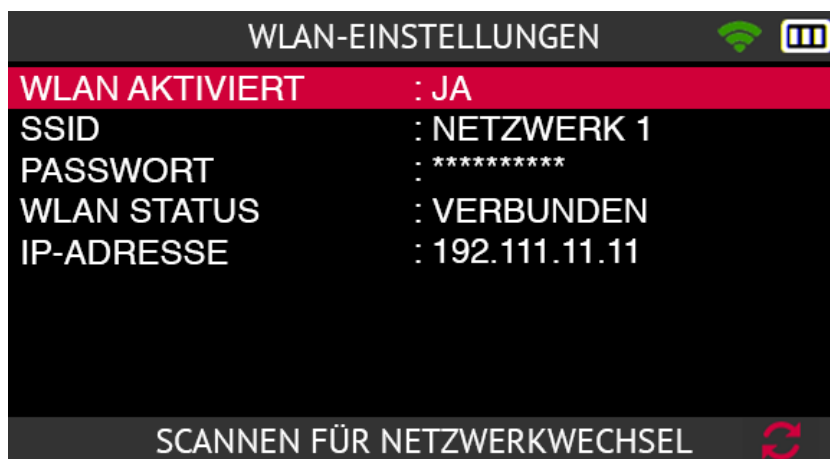 WLAN-EINSTELLUNGEN
WLAN AKTIVIERT : JA
SSID : NETZWERK 1
PASSWORT : **********
WLAN STATUS : VERBUNDEN
IP-ADRESSE : 192.111.11.11
SCANNEN FÜR NETZWERKWECHSEL